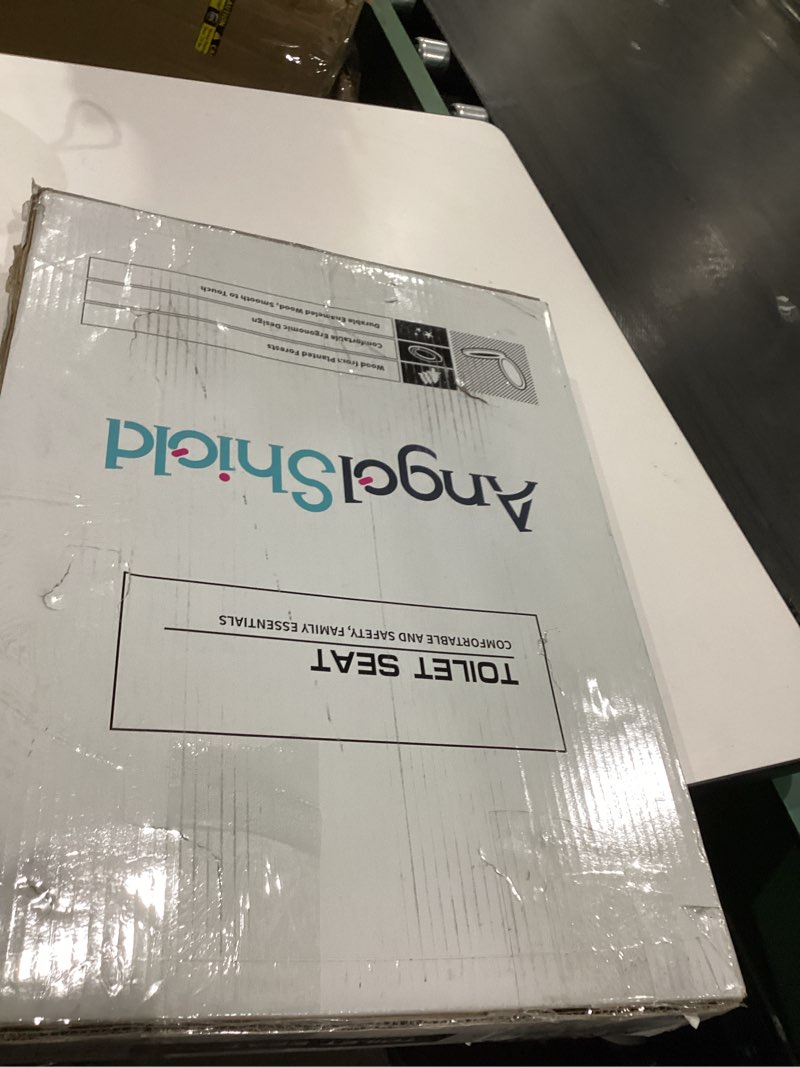 TOILET SEAT
COMFORTABLE AND SAFETY, FAMILY ESSENTIALS
AngelShield
Wood from Planted Forests
Comfortable Ergonomic Design
Durable Enameled Wood, Smooth to Touch